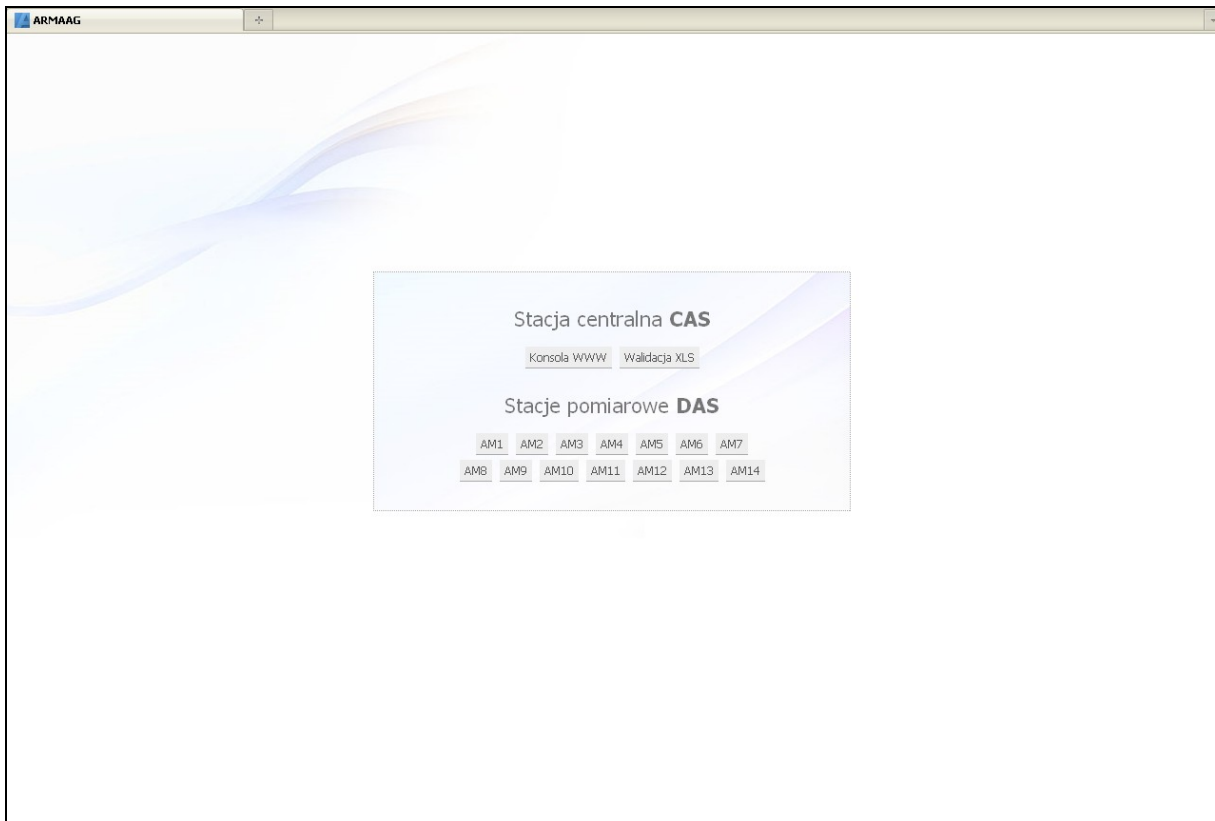 ARMAAG
Stacja centralna CAS
Konsola WWW Walidacja XLS
Stacje pomiarowe DAS
AM1 AM2 AM3 AM4 AM5 AM6 AM7
AM8 AM9 AM10 AM11 AM12 AM13 AM14